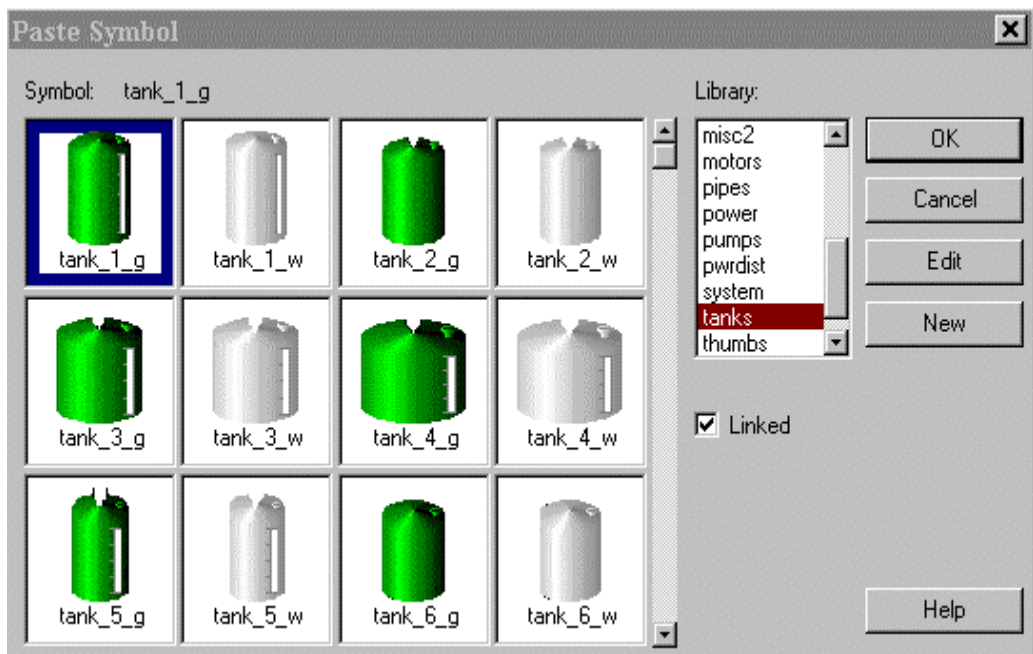 Paste Symbol
Symbol: tank_1_g
Library:
tank_1_g tank_1_w tank_2_g tank_2_w
tank_3_g tank_3_w tank_4_g tank_4_w
tank_5_g tank_5_w tank_6_g tank_6_w
misc2
motors
pipes
power
pumps
pwrdist
system
tanks
thumbs
Linked
OK
Cancel
Edit
New
Help